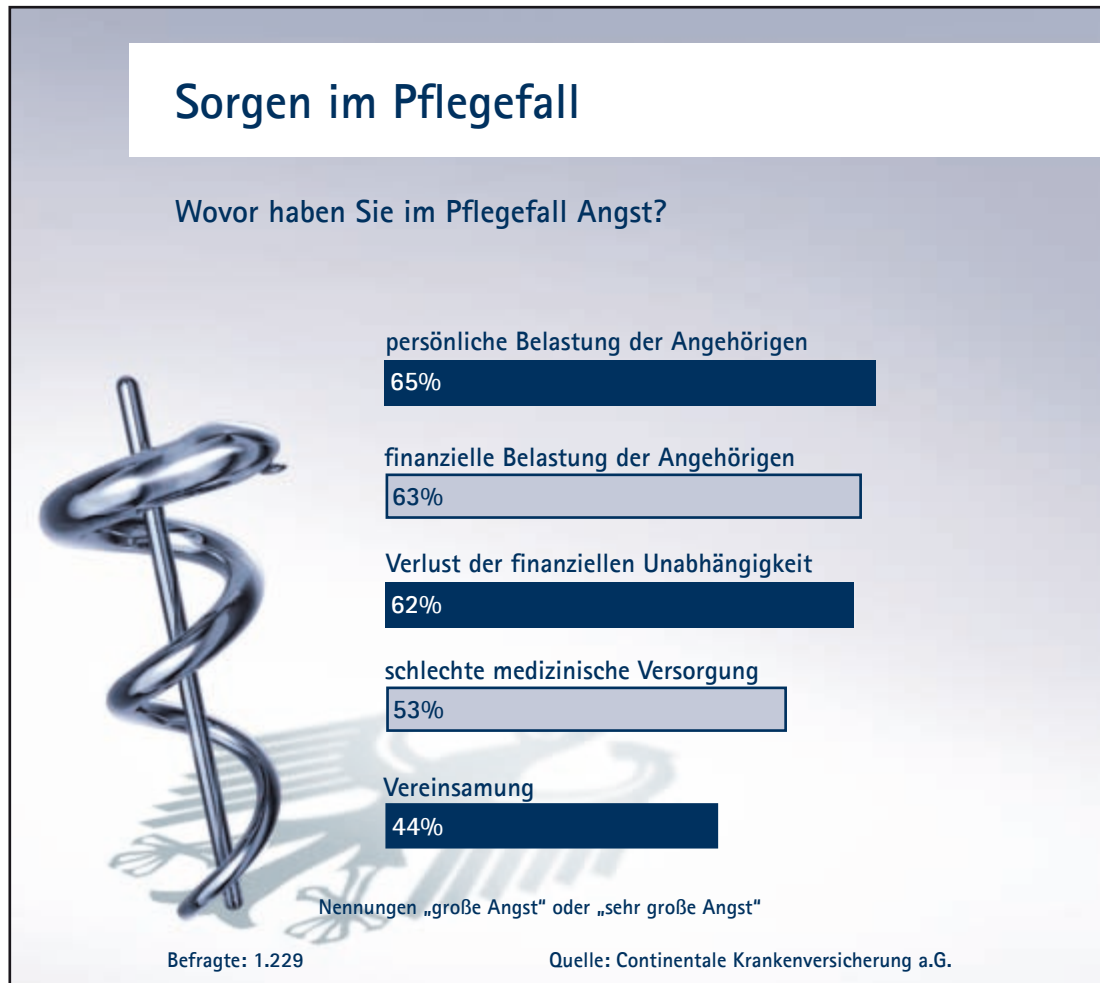 Sorgen im Pflegefall
Wovor haben Sie im Pflegefall Angst?
persönliche Belastung der Angehörigen
65%
finanzielle Belastung der Angehörigen
63%
Verlust der finanziellen Unabhängigkeit
62%
schlechte medizinische Versorgung
53%
Vereinsamung
44%
Nennungen „große Angst" oder „sehr große Angst"
Befragte: 1.229
Quelle: Continentale Krankenversicherung a.G.